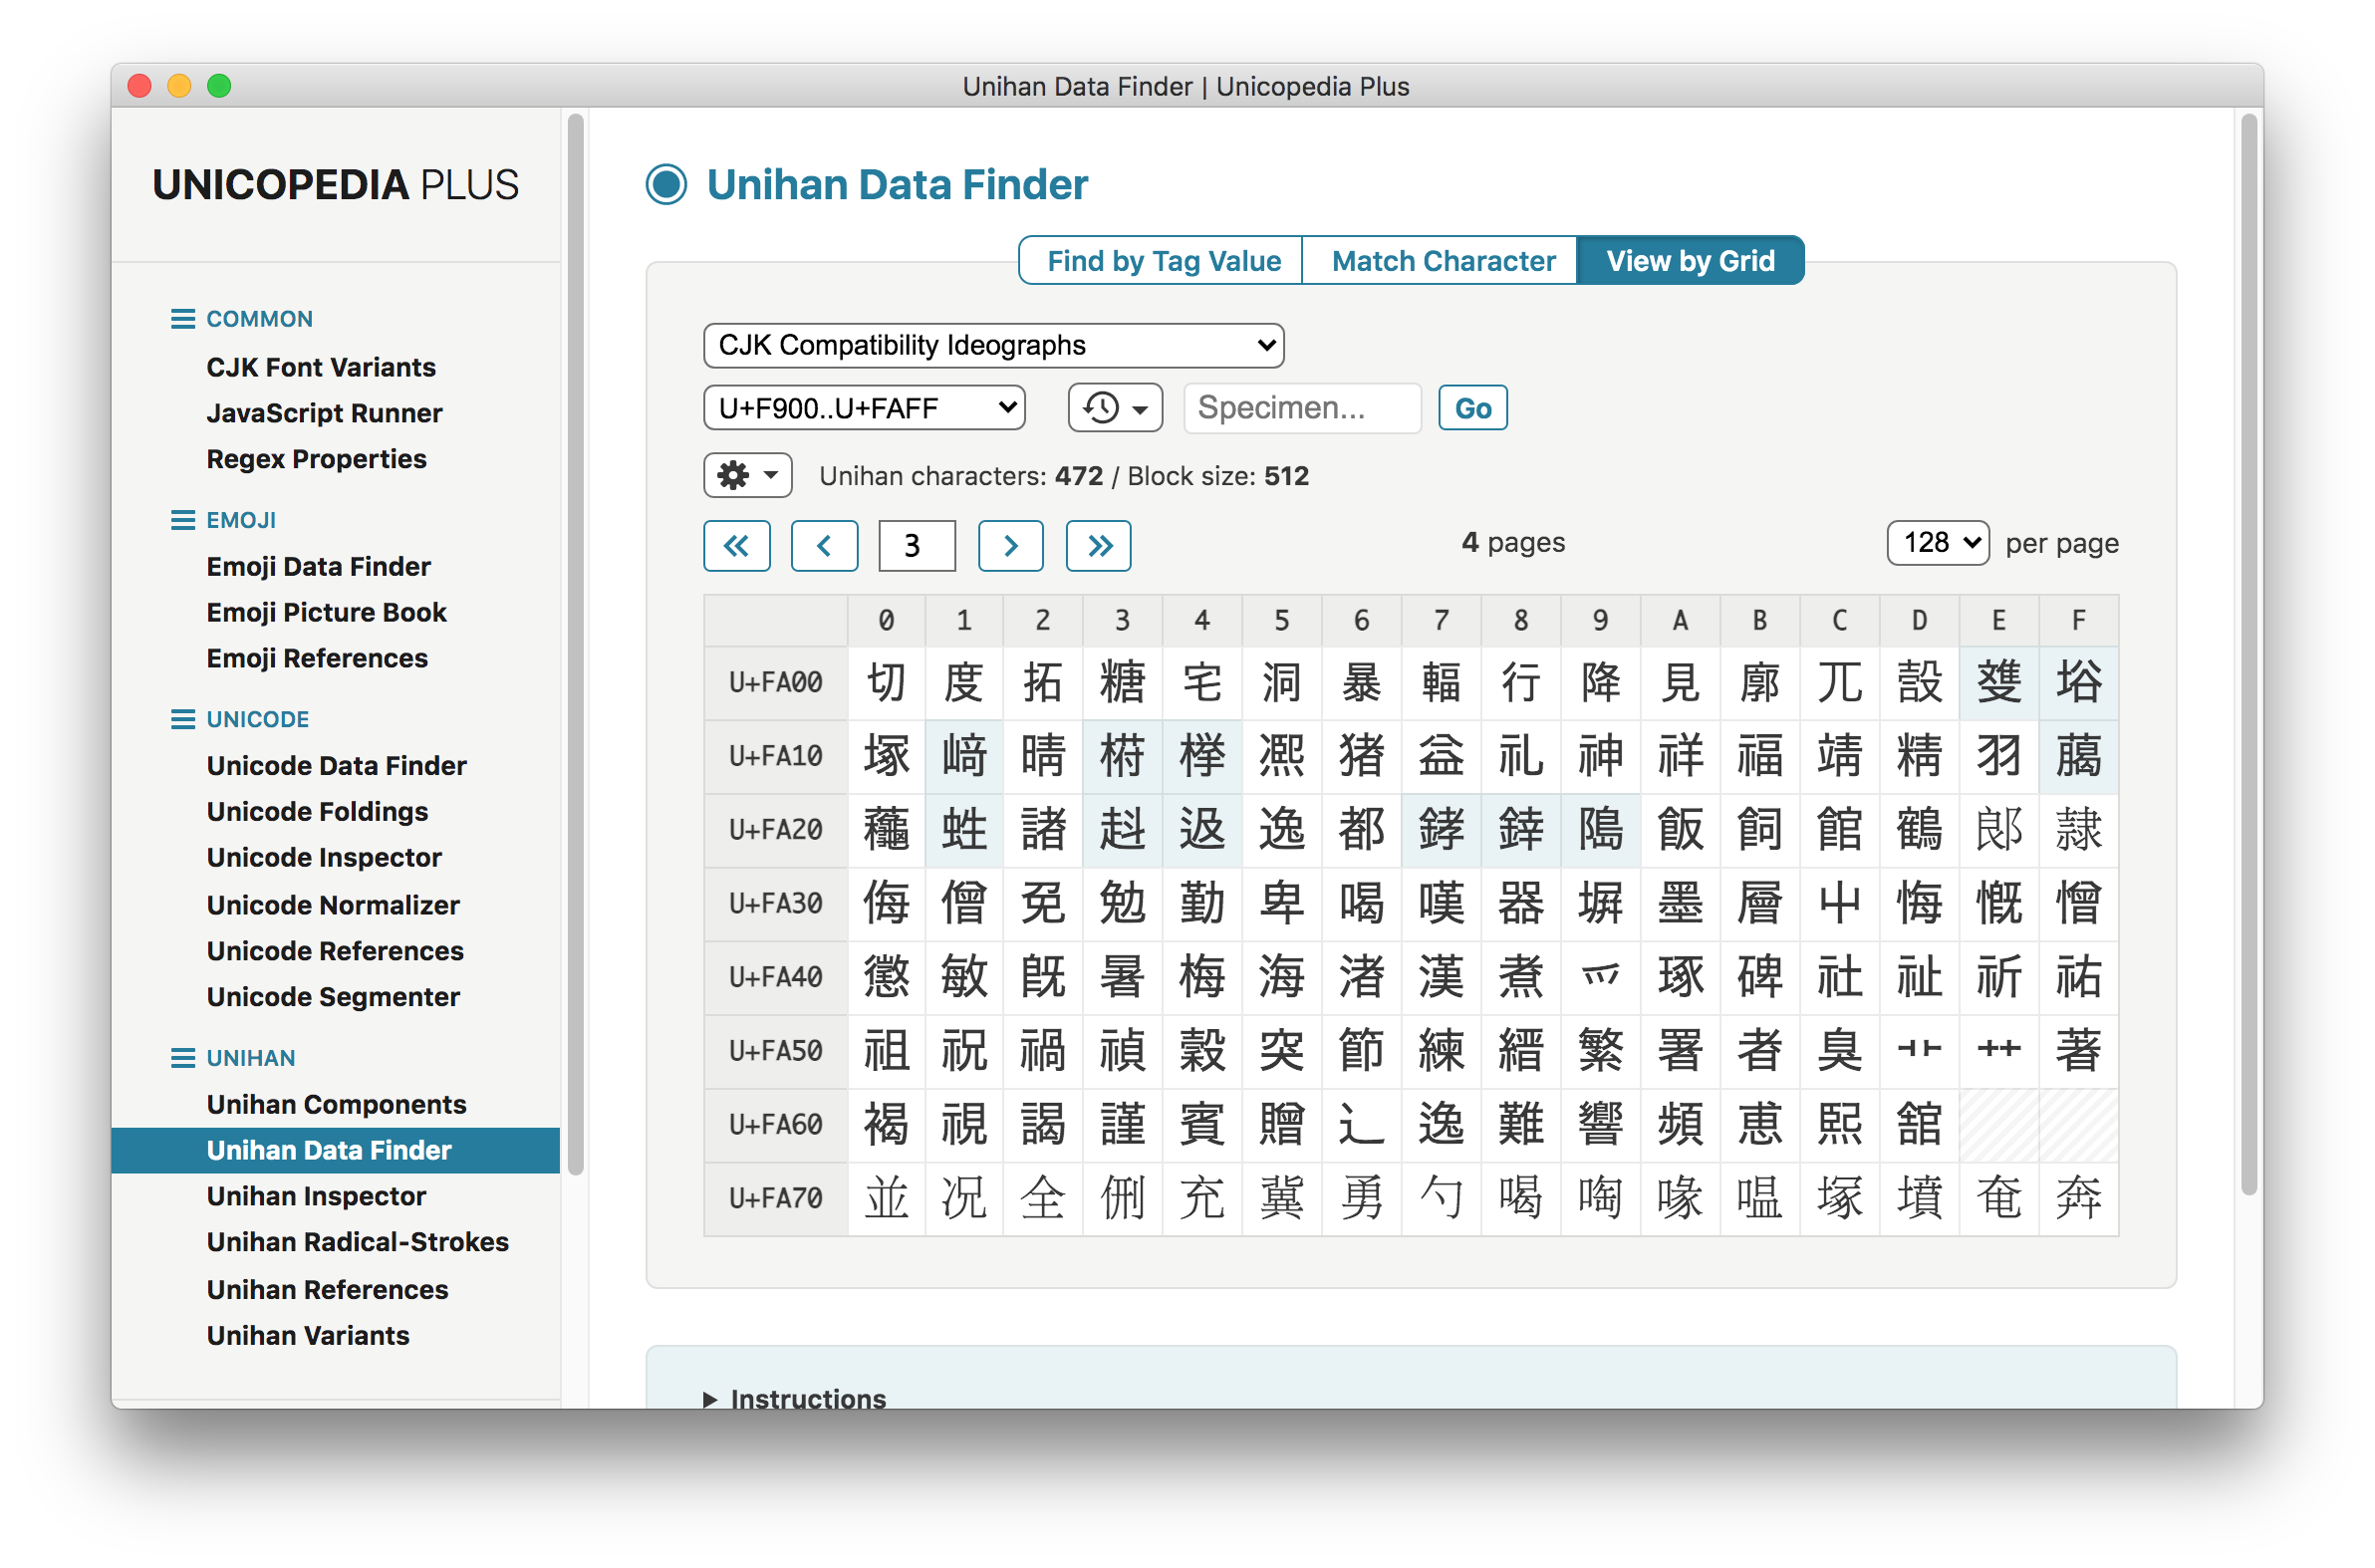 Unihan Data Finder | Unicopedia Plus
UNICOPEDIA PLUS
COMMON
CJK Font Variants
JavaScript Runner
Regex Properties
EMOJI
Emoji Data Finder
Emoji Picture Book
Emoji References
UNICODE
Unicode Data Finder
Unicode Foldings
Unicode Inspector
Unicode Normalizer
Unicode References
Unicode Segmenter
UNIHAN
Unihan Components
Unihan Data Finder
Unihan Inspector
Unihan Radical-Strokes
Unihan References
Unihan Variants
Unihan Data Finder
Find by Tag Value Match Character View by Grid
CJK Compatibility Ideographs
U+F900..U+FAFF Specimen... Go
Unihan characters: 472 / Block size: 512
« ‹ 3 › » 4 pages 128 per page
0 1 2 3 4 5 6 7 8 9 A B C D E F
U+FA00 切 度 拓 糖 宅 洞 暴 輻 行 降 見 廓 兀 嗀 﨎 﨏
U+FA10 塚 﨑 晴 﨓 﨔 凞 猪 益 礼 神 祥 福 靖 精 羽 﨟
U+FA20 蘒 﨡 諸 﨣 﨤 逸 都 﨧 﨨 﨩 飯 飼 館 鶴 郞 隷
U+FA30 侮 僧 免 勉 勤 卑 喝 嘆 器 塀 墨 層 屮 悔 慨 憎
U+FA40 懲 敏 既 暑 梅 海 渚 漢 煮 爫 琢 碑 社 祉 祈 祐
U+FA50 祖 祝 禍 禎 穀 突 節 練 縉 繁 署 者 臭 艹 艹 著
U+FA60 褐 視 謁 謹 賓 贈 辶 逸 難 響 頻 恵 𤋮 舘
U+FA70 並 况 全 侀 充 冀 勇 勺 喝 啕 喙 嗢 塚 墳 奄 奔
Instructions